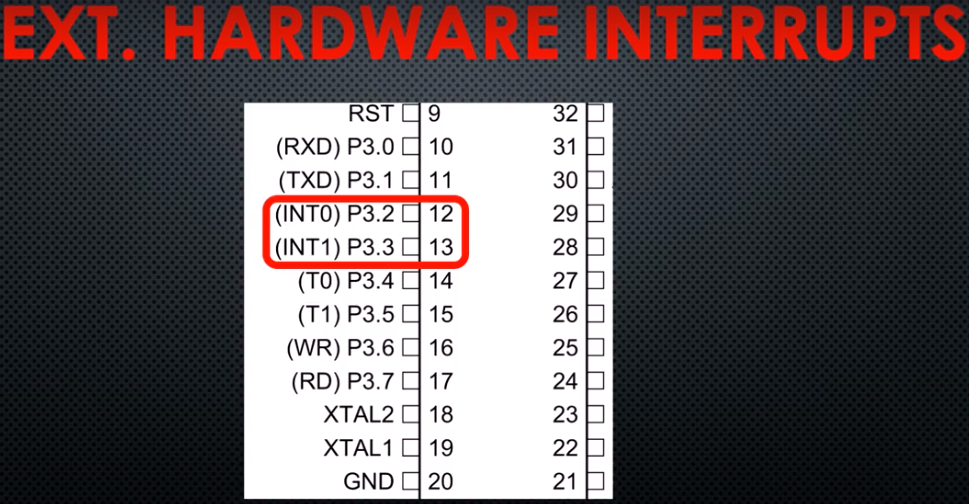 EXT. HARDWARE INTERRUPTS
RST 9 32
(RXD) P3.0 10 31
(TXD) P3.1 11 30
(INT0) P3.2 12 29
(INT1) P3.3 13 28
(T0) P3.4 14 27
(T1) P3.5 15 26
(WR) P3.6 16 25
(RD) P3.7 17 24
XTAL2 18 23
XTAL1 19 22
GND 20 21